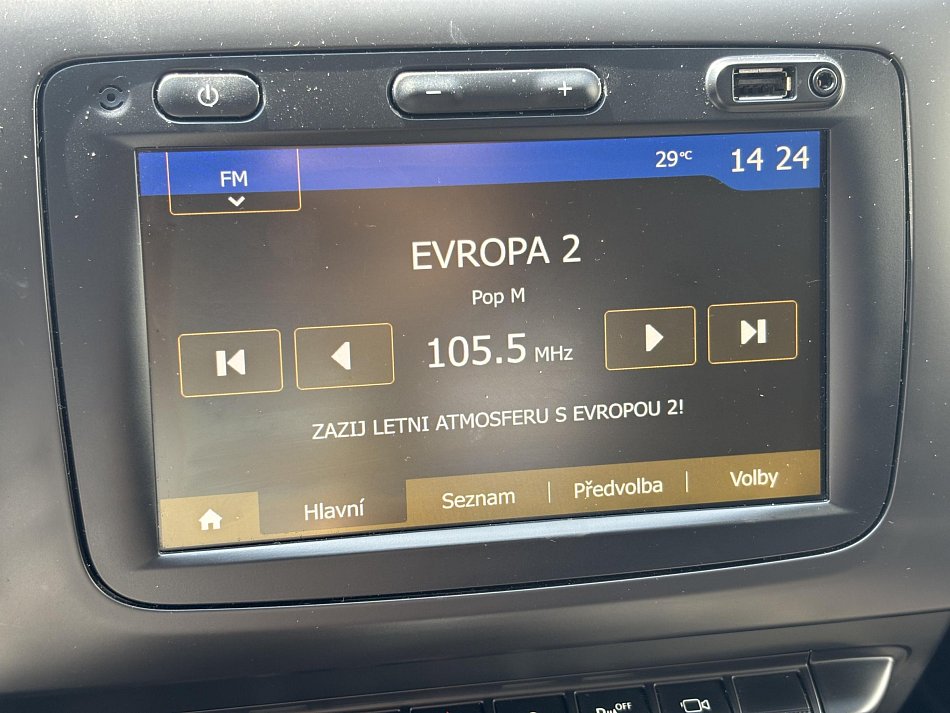 FM
29°C
14 24
EVROPA 2
Pop M
105.5 MHz
ZAZIJ LETNI ATMOSFERU S EVROPOU 2!
Hlavní
Seznam
Předvolba
Volby
OFF